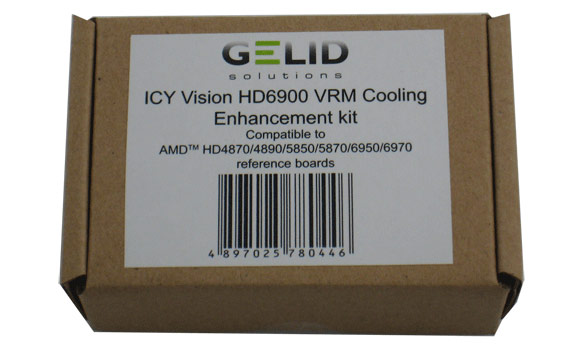 GELID
solutions
ICY Vision HD6900 VRM Cooling
Enhancement kit
Compatible to
AMD™ HD4870/4890/5850/5870/6950/6970
reference boards
4 897025 780446